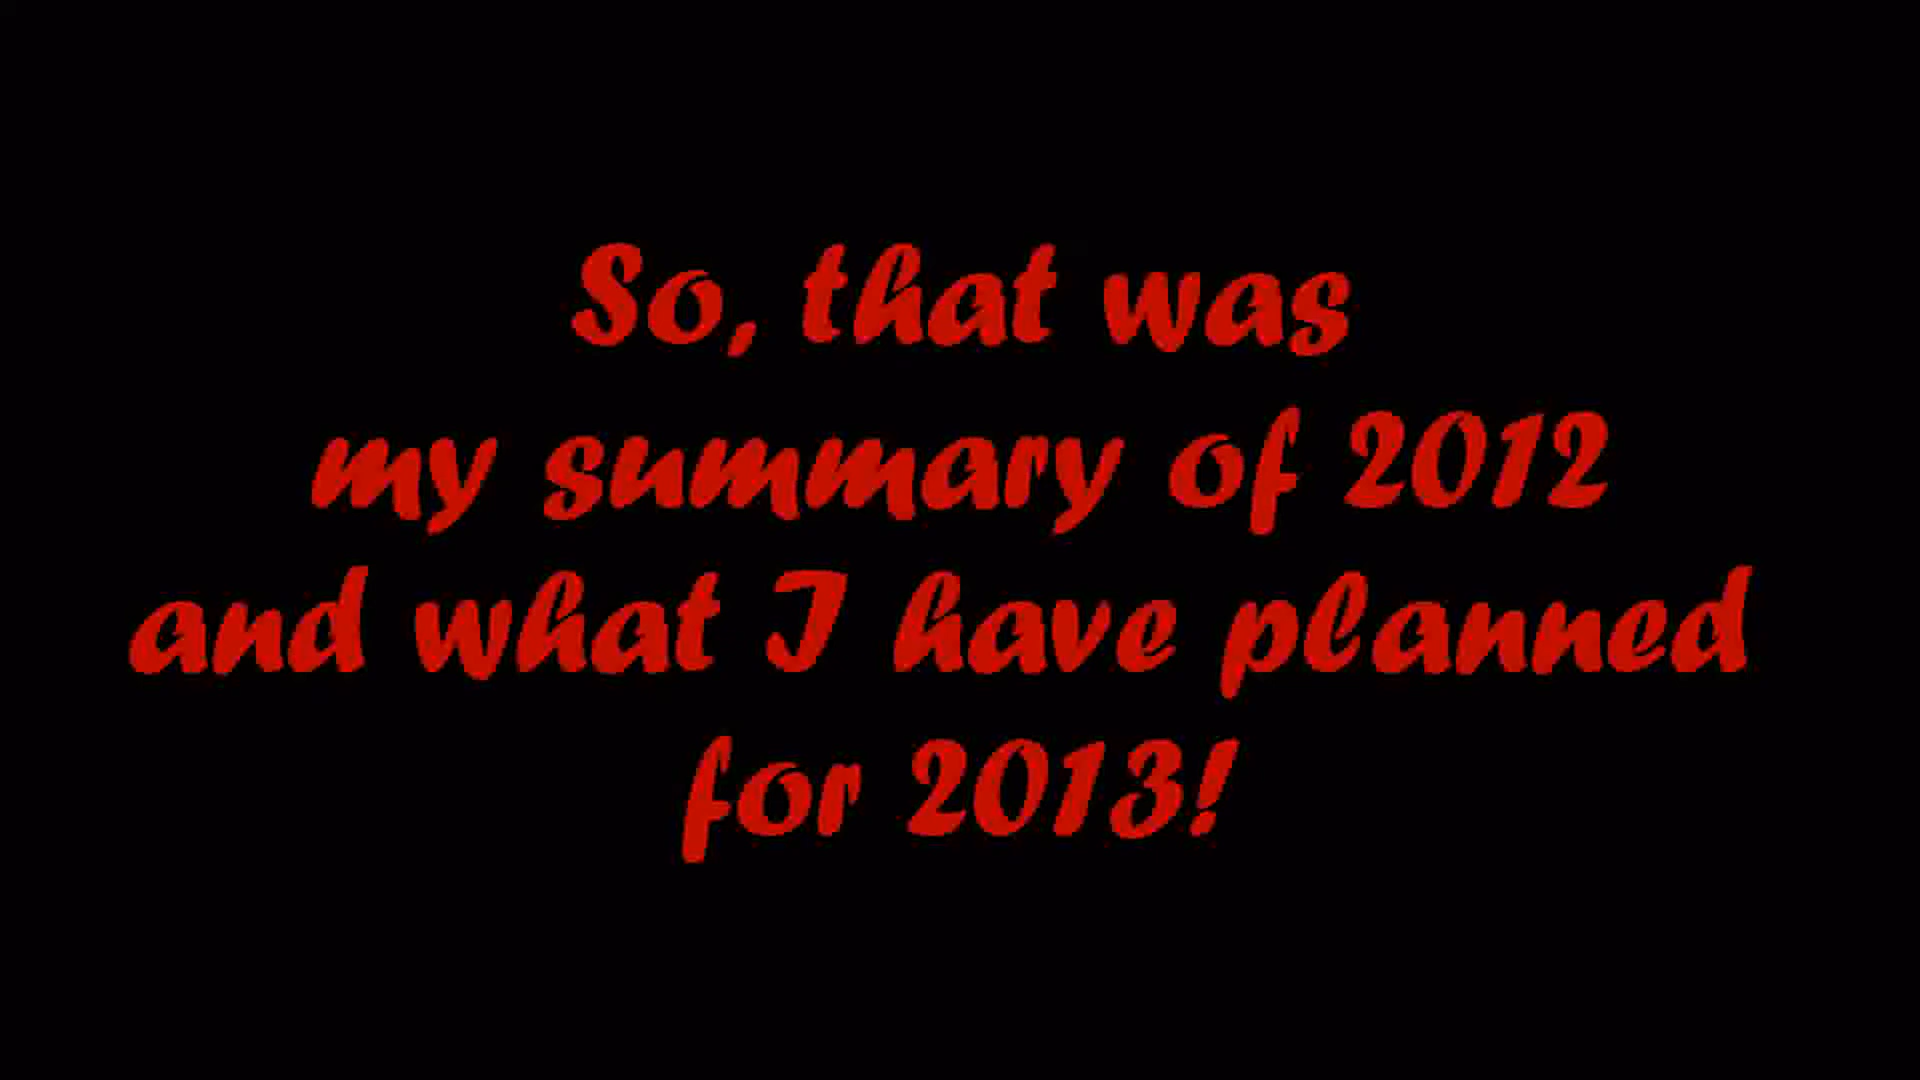 So, that was
my summary of 2012
and what I have planned
for 2013!